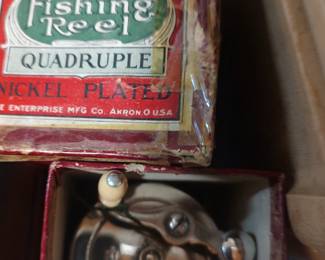 Fishing
Reel
QUADRUPLE
NICKEL PLATED
E ENTERPRISE MFG CO. AKRON, O. U.S.A.